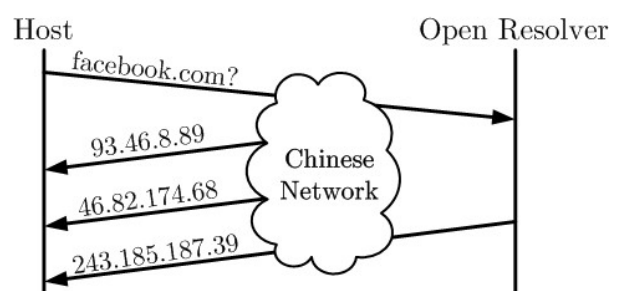 Host
Open Resolver
facebook.com?
93.46.8.89
Chinese
Network
46.82.174.68
243.185.187.39